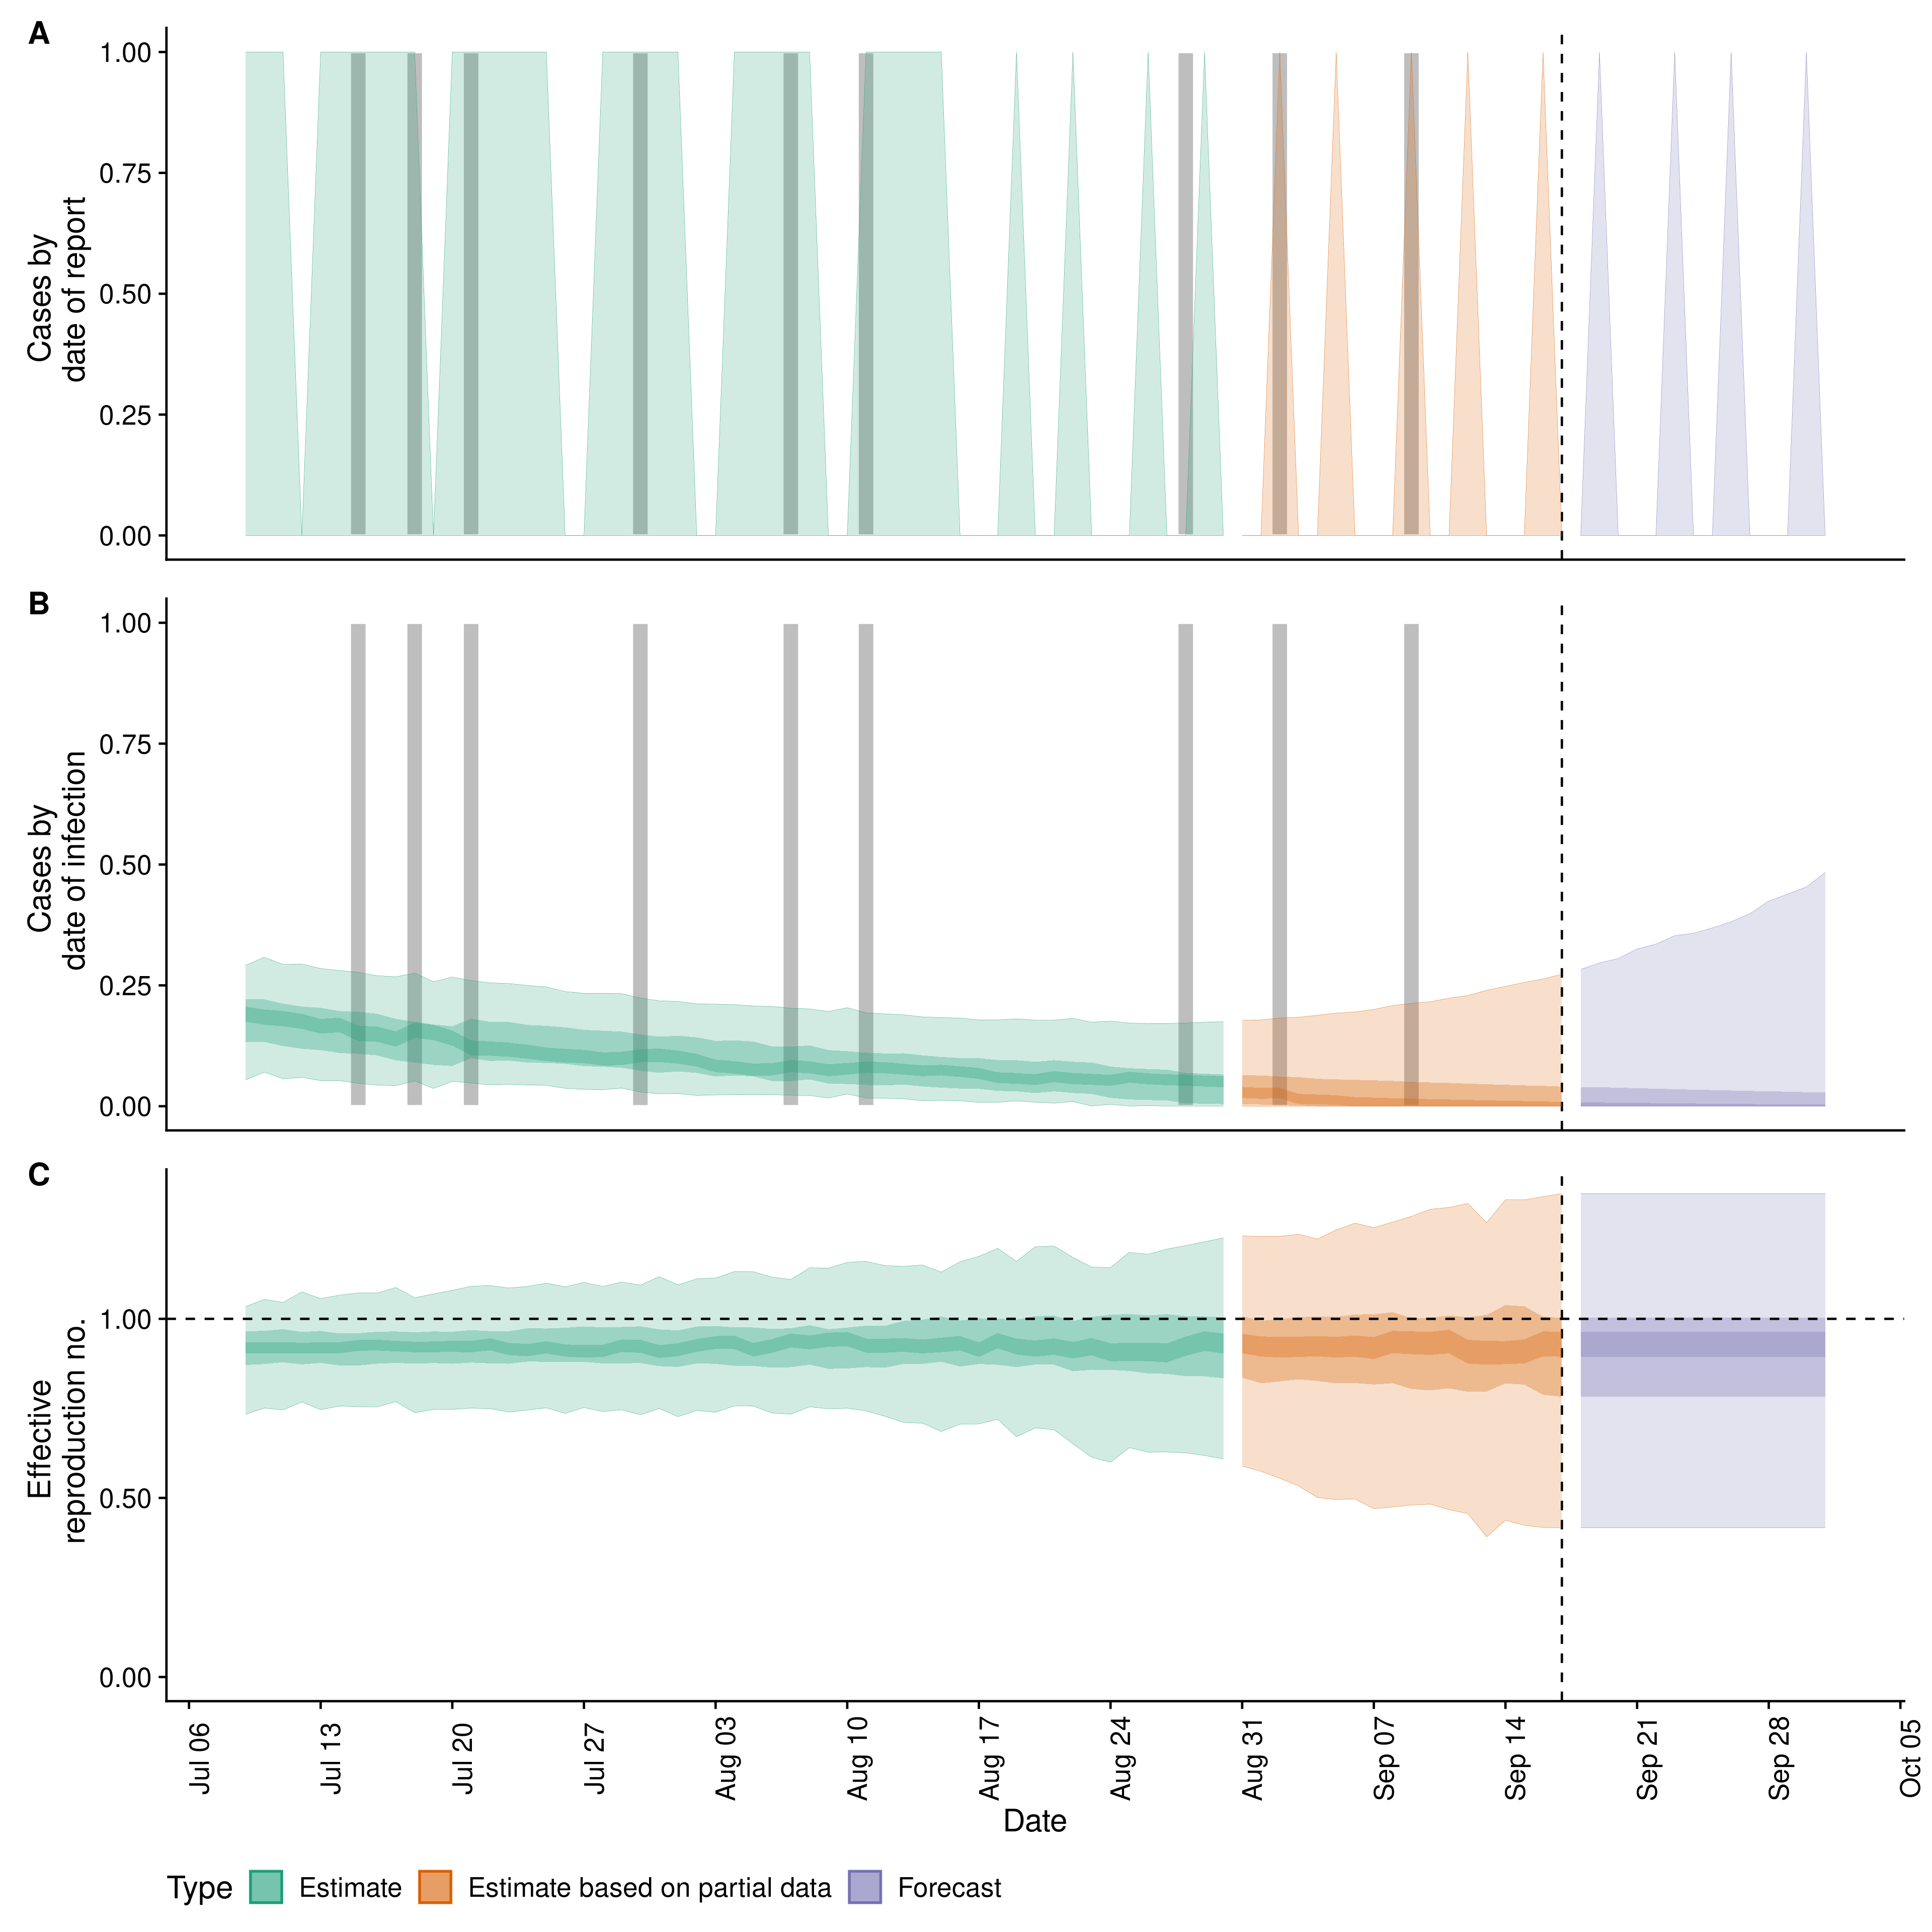 A
1.00
0.75
0.50
0.25
0.00
Cases by
date of report
B
1.00
0.75
0.50
0.25
0.00
Cases by
date of infection
C
1.00
0.50
0.00
Effective
reproduction no.
Jul 06 Jul 13 Jul 20 Jul 27 Aug 03 Aug 10 Aug 17 Aug 24 Aug 31 Sep 07 Sep 14 Sep 21 Sep 28 Oct 05
Date
Type Estimate Estimate based on partial data Forecast